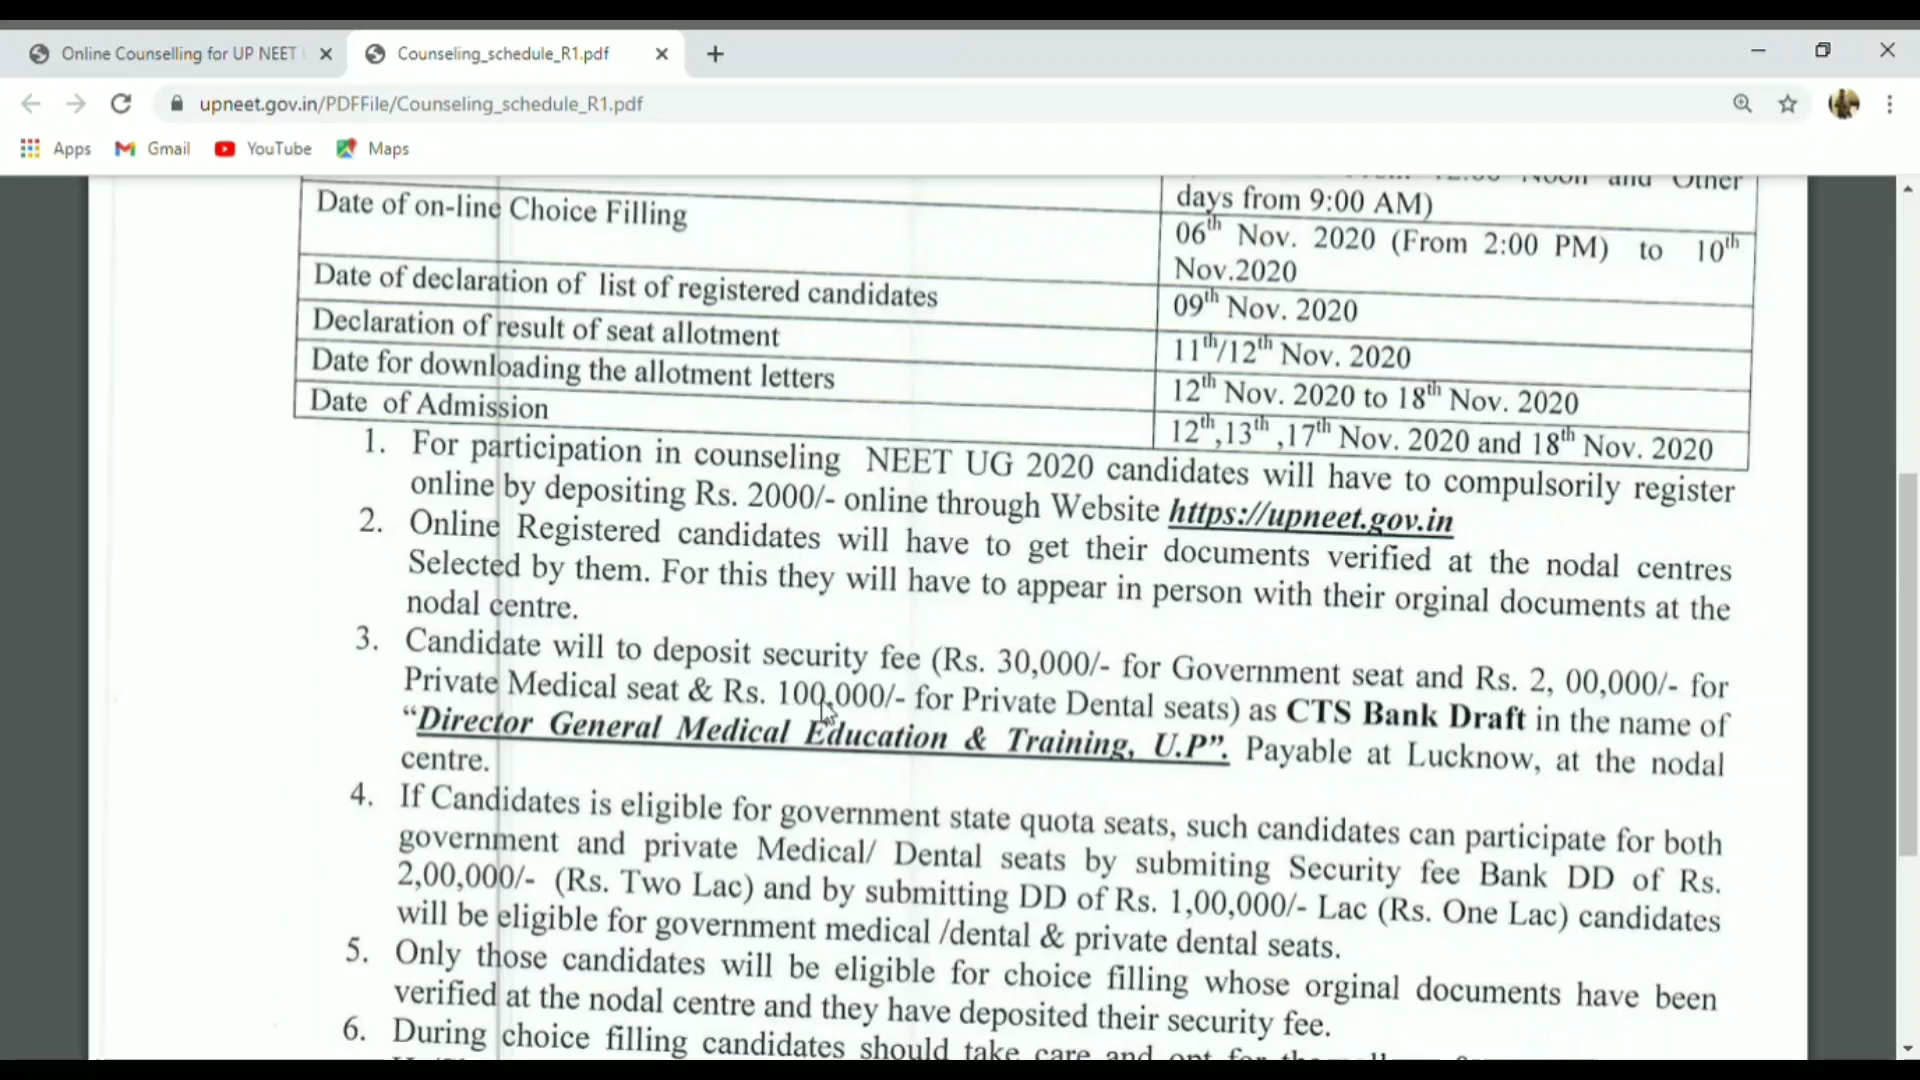 Online Counselling for UP NEET
Counseling_schedule_R1.pdf
upneet.gov.in/PDFFile/Counseling_schedule_R1.pdf
Apps Gmail YouTube Maps
Noon and Other
days from 9:00 AM)
Date of on-line Choice Filling
06th Nov. 2020 (From 2:00 PM) to 10th
Nov.2020
Date of declaration of list of registered candidates
09th Nov. 2020
Declaration of result of seat allotment
11th/12th Nov. 2020
Date for downloading the allotment letters
12th Nov. 2020 to 18th Nov. 2020
Date of Admission
12th,13th ,17th Nov. 2020 and 18th Nov. 2020
1. For participation in counseling NEET UG 2020 candidates will have to compulsorily register
online by depositing Rs. 2000/- online through Website https://upneet.gov.in
2. Online Registered candidates will have to get their documents verified at the nodal centres
Selected by them. For this they will have to appear in person with their orginal documents at the
nodal centre.
3. Candidate will to deposit security fee (Rs. 30,000/- for Government seat and Rs. 2, 00,000/- for
Private Medical seat & Rs. 100,000/- for Private Dental seats) as CTS Bank Draft in the name of
“Director General Medical Education & Training, U.P”. Payable at Lucknow, at the nodal
centre.
4. If Candidates is eligible for government state quota seats, such candidates can participate for both
government and private Medical/ Dental seats by submiting Security fee Bank DD of Rs.
2,00,000/- (Rs. Two Lac) and by submitting DD of Rs. 1,00,000/- Lac (Rs. One Lac) candidates
will be eligible for government medical /dental & private dental seats.
5. Only those candidates will be eligible for choice filling whose orginal documents have been
verified at the nodal centre and they have deposited their security fee.
6. During choice filling candidates should take care and opt for